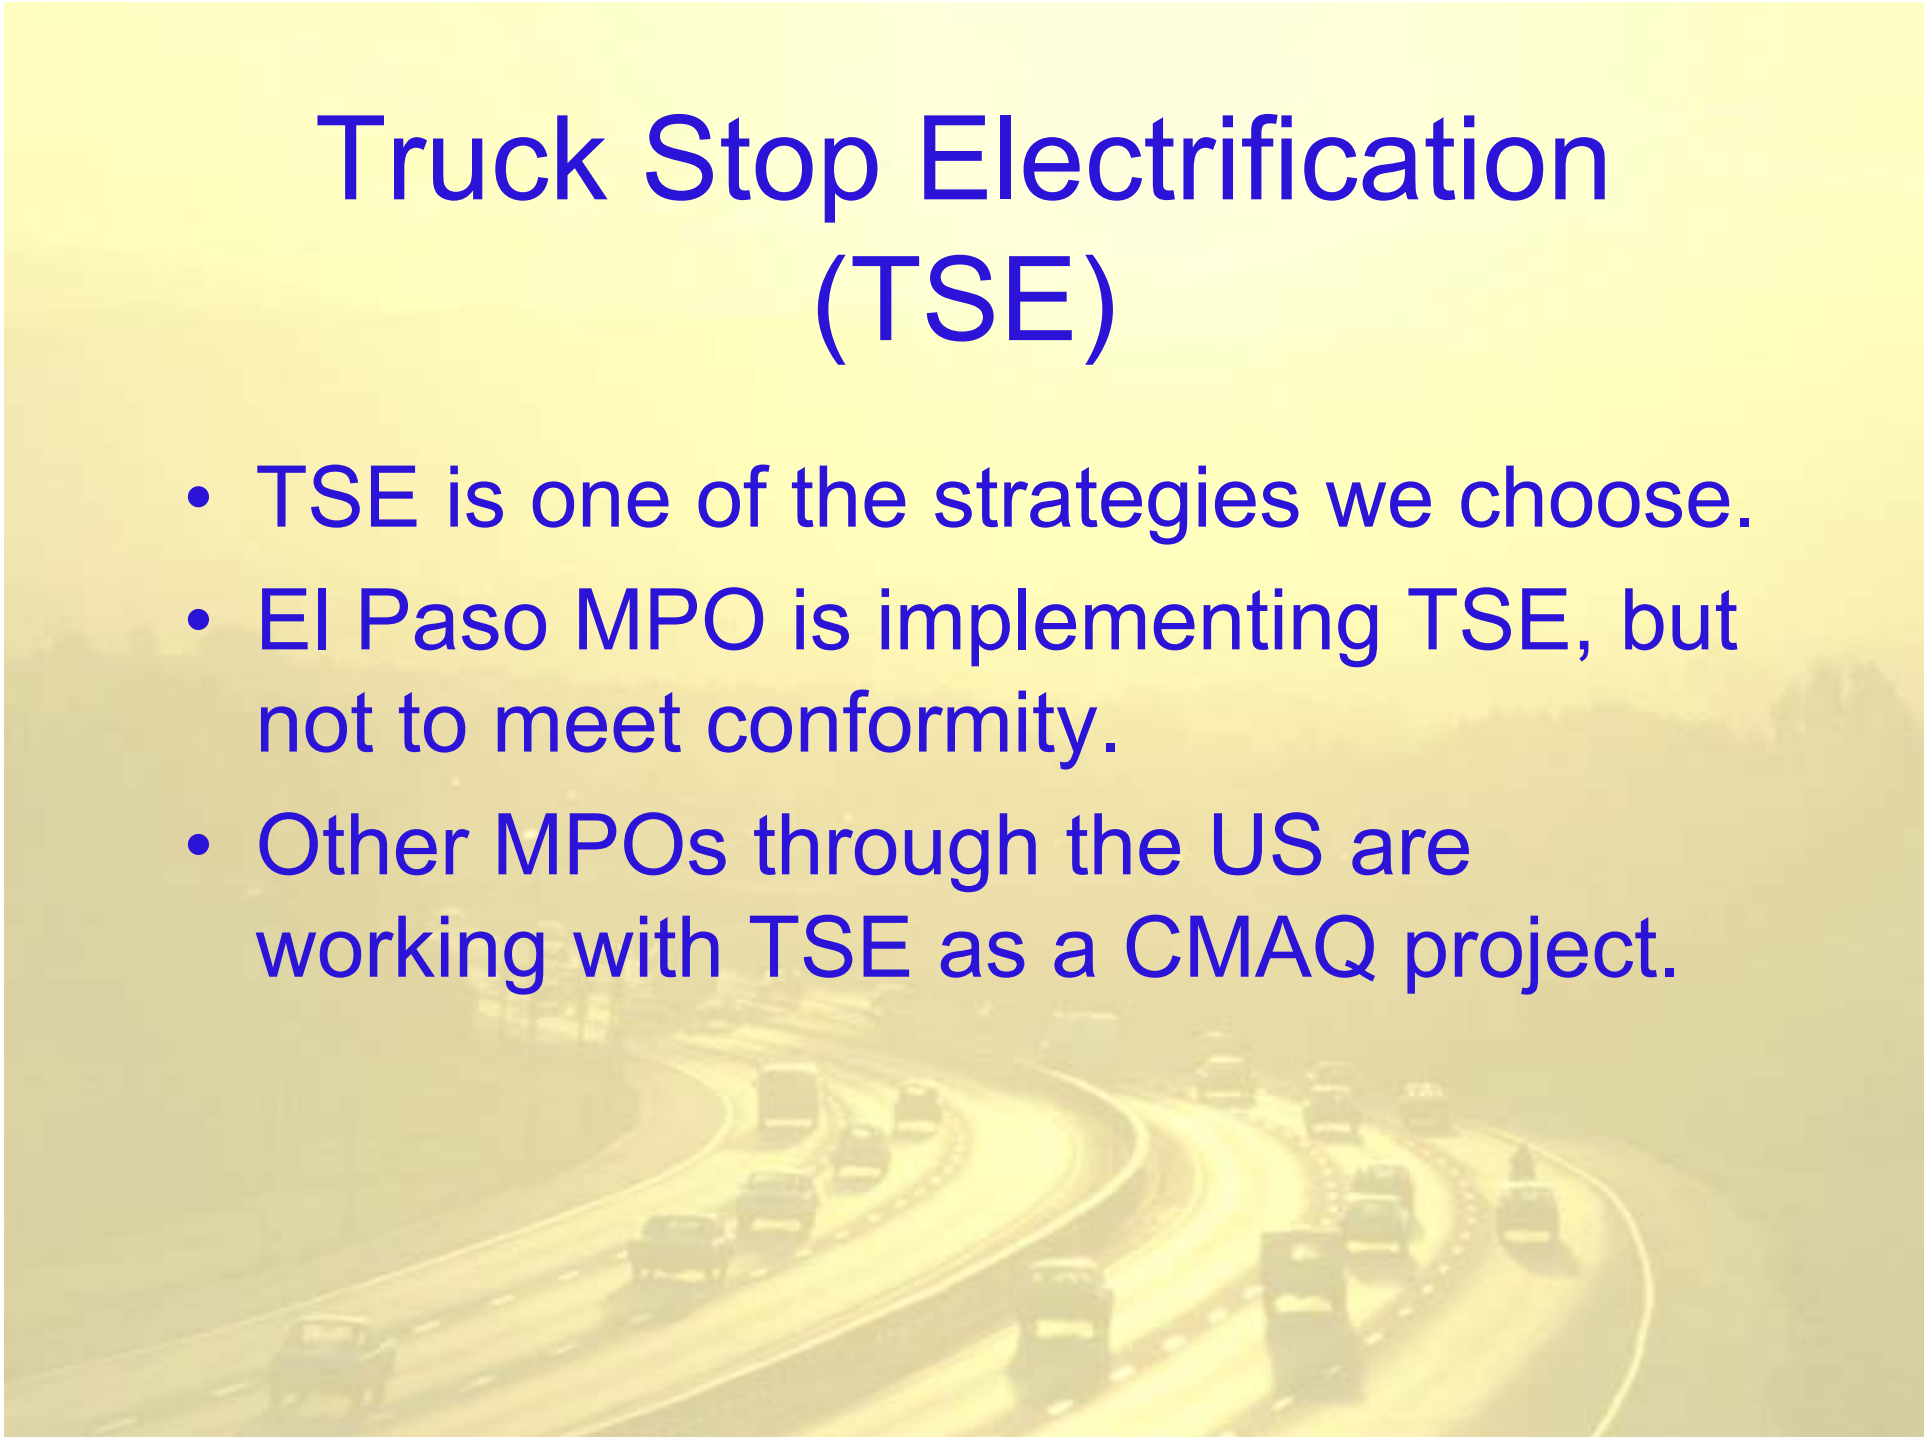 Truck Stop Electrification
(TSE)
• TSE is one of the strategies we choose.
• El Paso MPO is implementing TSE, but
not to meet conformity.
• Other MPOs through the US are
working with TSE as a CMAQ project.